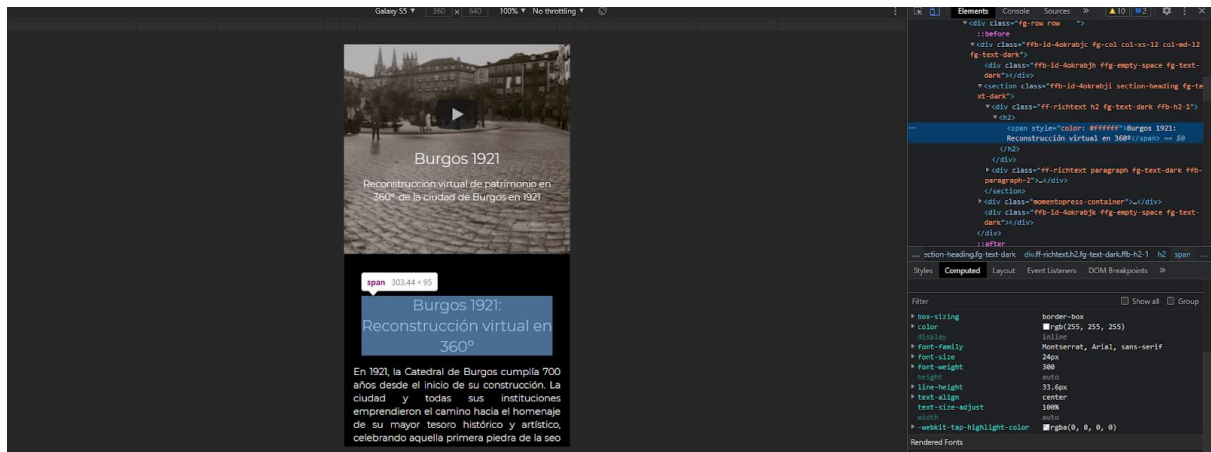 Galaxy S5 ▼ 360 x 640 100% ▼ No throttling ▼
Burgos 1921
Reconstrucción virtual de patrimonio en
360º de la ciudad de Burgos en 1921
span 303.44 × 95
Burgos 1921:
Reconstrucción virtual en
360º
En 1921, la Catedral de Burgos cumplía 700
años desde el inicio de su construcción. La
ciudad y todas sus instituciones
emprendieron el camino hacia el homenaje
de su mayor tesoro histórico y artístico,
celebrando aquella primera piedra de la seo
Elements Console Sources » 10 2
▼<div class="fg-row row ">
::before
▼<div class="ffb-id-4okrabjc fg-col col-xs-12 col-md-12
fg-text-dark">
<div class="ffb-id-4okrabjh ffg-empty-space fg-text-
dark"></div>
▼<section class="ffb-id-4okrabji section-heading fg-te
xt-dark">
▼<div class="ff-richtext h2 fg-text-dark ffb-h2-1">
▼<h2>
<span style="color: #ffffff">Burgos 1921:
Reconstrucción virtual en 360º</span> == $0
</h2>
</div>
▶<div class="ff-richtext paragraph fg-text-dark ffb-
paragraph-2">…</div>
</section>
▶<div class="momentopress-container">…</div>
<div class="ffb-id-4okrabjk ffg-empty-space fg-text-
dark"></div>
</div>
::after
... ection-heading.fg-text-dark div.ff-richtext.h2.fg-text-dark.ffb-h2-1 h2 span ...
Styles Computed Layout Event Listeners DOM Breakpoints »
Filter Show all Group
▶ box-sizing border-box
▶ color rgb(255, 255, 255)
display inline
▶ font-family Montserrat, Arial, sans-serif
▶ font-size 24px
▶ font-weight 300
height auto
▶ line-height 33.6px
▶ text-align center
text-size-adjust 100%
width auto
▶ -webkit-tap-highlight-color rgba(0, 0, 0, 0)
Rendered Fonts